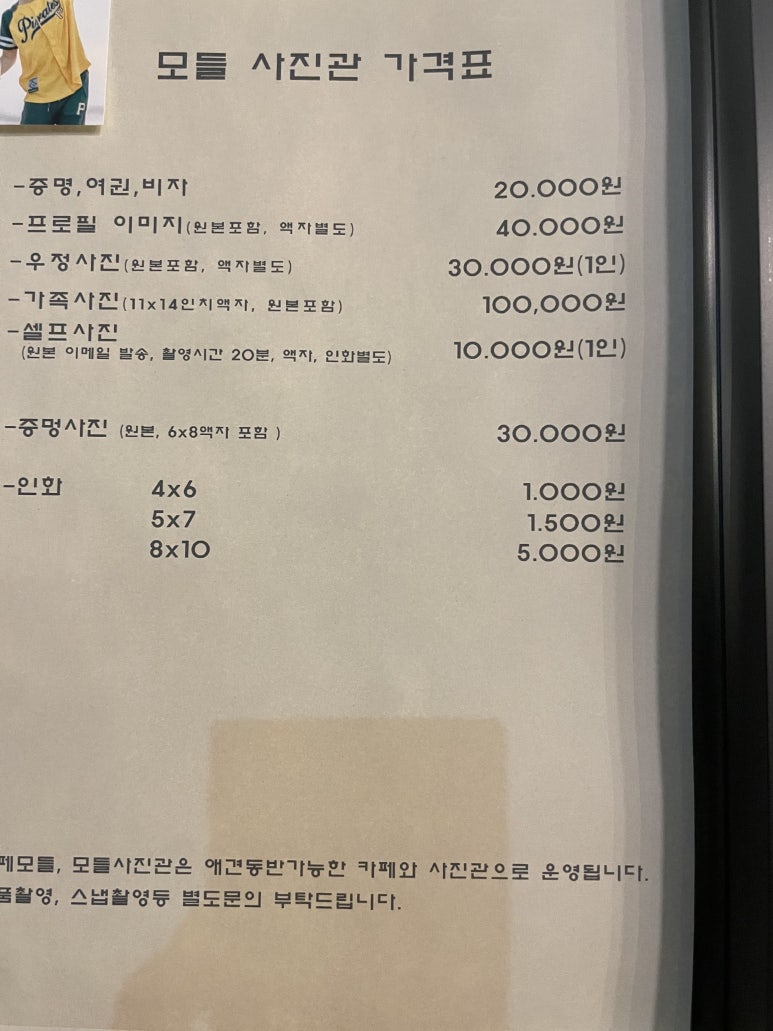 Pirates
P
모들 사진관 가격표
-증명,여권,비자 20.000원
-프로필 이미지(원본포함, 액자별도) 40.000원
-우정사진(원본포함, 액자별도) 30.000원(1인)
-가족사진(11x14인치액자, 원본포함) 100,000원
-셀프사진
(원본 이메일 발송, 촬영시간 20분, 액자, 인화별도) 10.000원(1인)
-증멍사진 (원본, 6x8액자 포함 ) 30.000원
-인화 4x6 1.000원
5x7 1.500원
8x10 5.000원
페모들, 모들사진관은 애견동반가능한 카페와 사진관으로 운영됩니다.
품촬영, 스냅촬영등 별도문의 부탁드립니다.